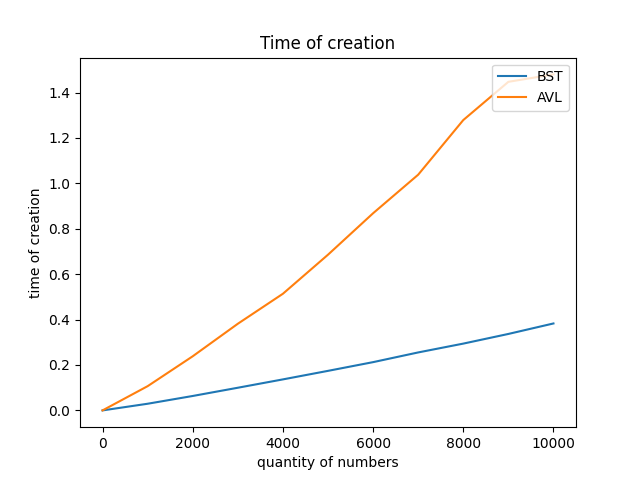 Time of creation
BST
AVL
time of creation
1.4
1.2
1.0
0.8
0.6
0.4
0.2
0.0
0 2000 4000 6000 8000 10000
quantity of numbers